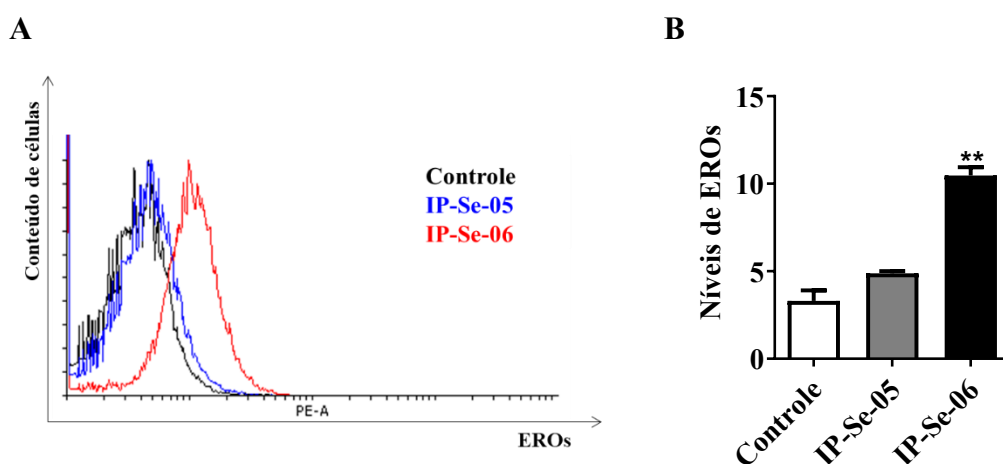 A
B
Conteúdo de células
Controle
IP-Se-05
IP-Se-06
PE-A
EROs
Níveis de EROs
15
10
5
0
**
Controle
IP-Se-05
IP-Se-06